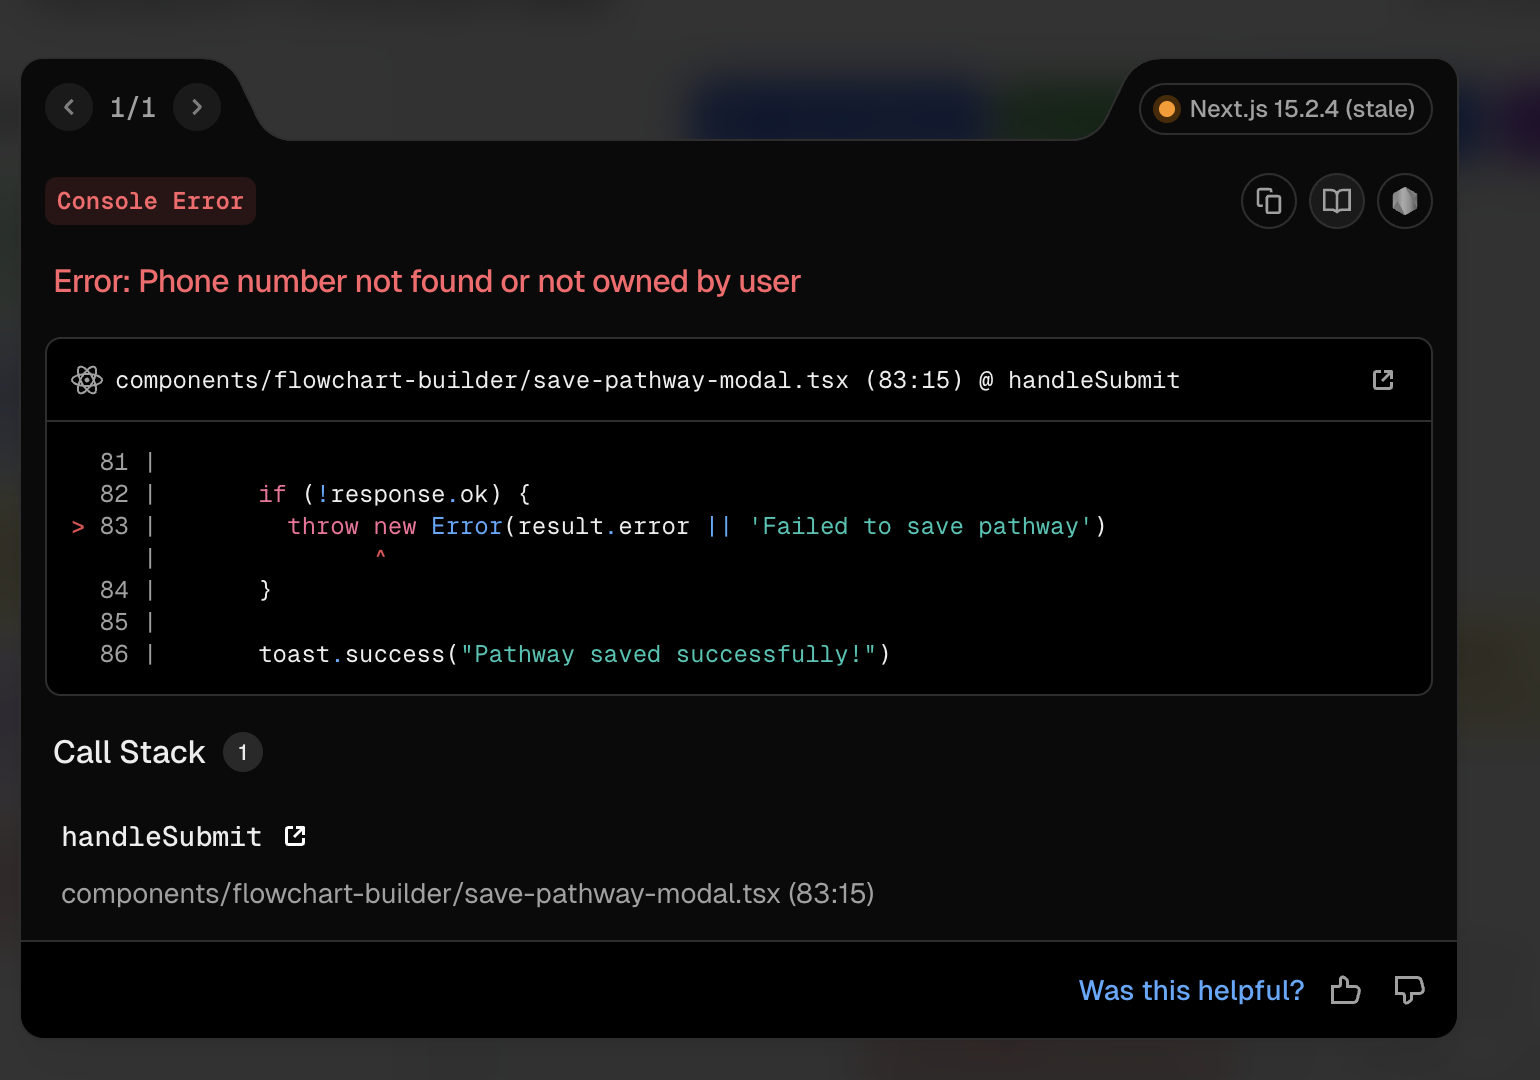 1/1
Next.js 15.2.4 (stale)
Console Error
Error: Phone number not found or not owned by user
components/flowchart-builder/save-pathway-modal.tsx (83:15) @ handleSubmit
81 |
82 |       if (!response.ok) {
> 83 |         throw new Error(result.error || 'Failed to save pathway')
|               ^
84 |       }
85 |
86 |       toast.success("Pathway saved successfully!")
Call Stack 1
handleSubmit
components/flowchart-builder/save-pathway-modal.tsx (83:15)
Was this helpful?